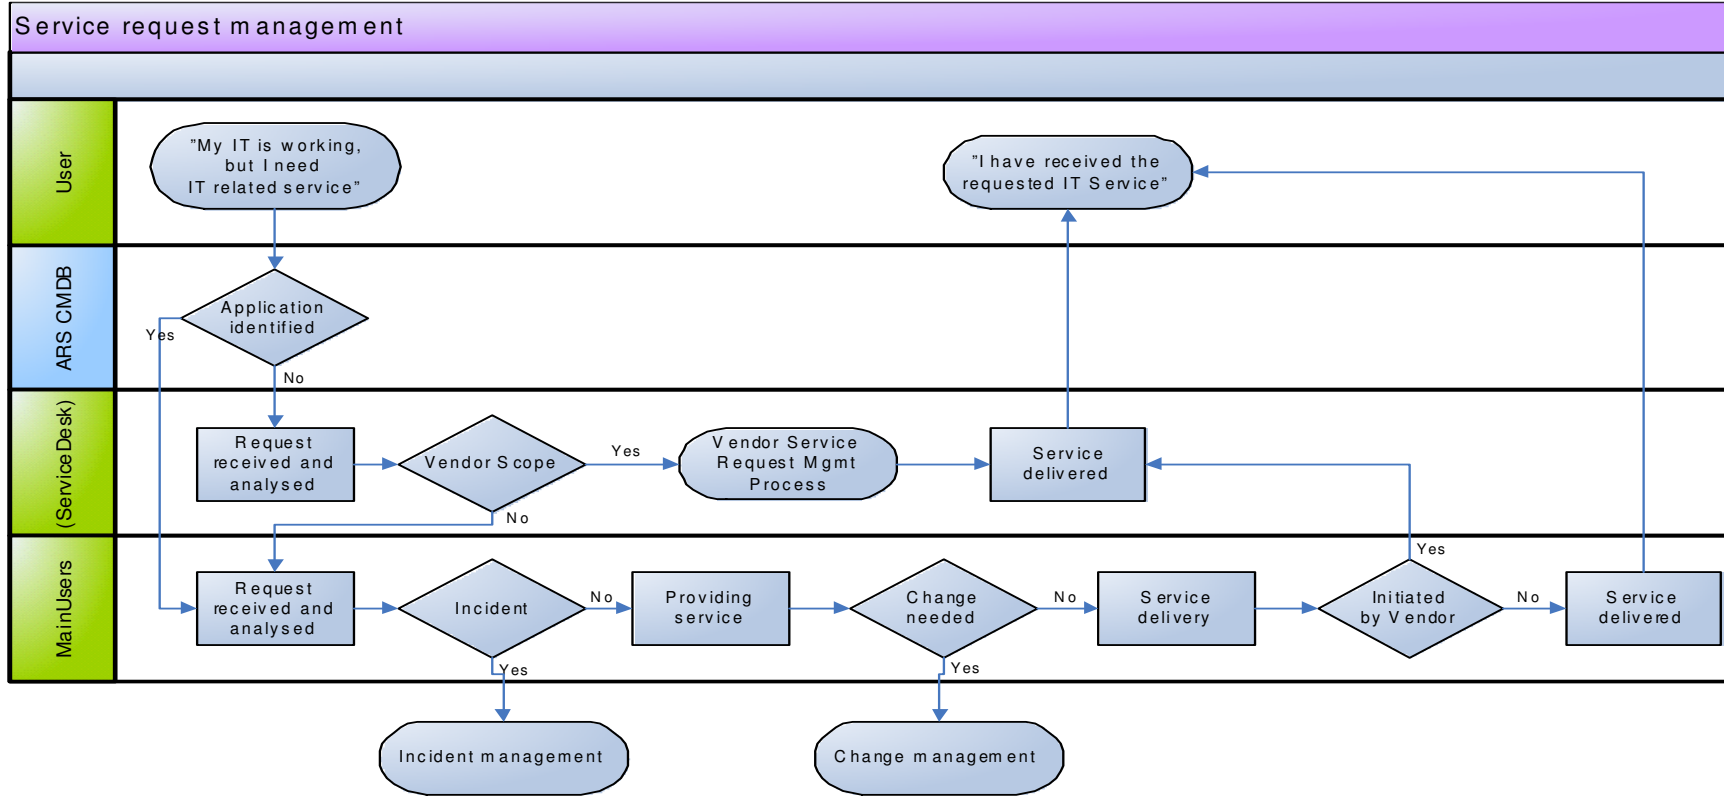 Service request management
User
"My IT is working,
but I need
IT related service"
"I have received the
requested IT Service"
ARS CMDB
Application
identified
Yes
No
(ServiceDesk)
Request
received and
analysed
Vendor Scope
Yes
No
Vendor Service
Request Mgmt
Process
Service
delivered
MainUsers
Request
received and
analysed
Incident
No
Yes
Providing
service
Change
needed
No
Yes
Service
delivery
Initiated
by Vendor
Yes
No
Service
delivered
Incident management
Change management